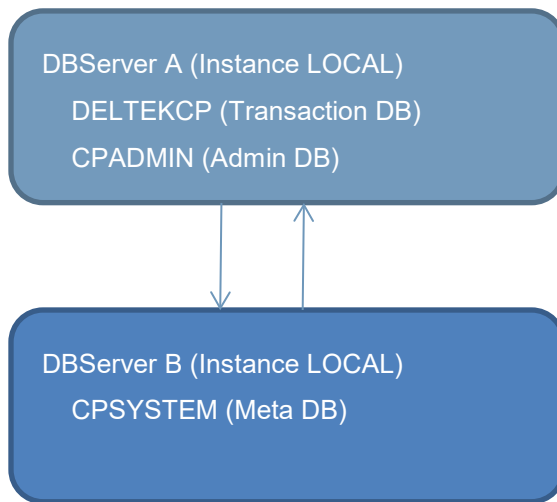 DBServer A (Instance LOCAL)
DELTEKCP (Transaction DB)
CPADMIN (Admin DB)
DBServer B (Instance LOCAL)
CPSYSTEM (Meta DB)